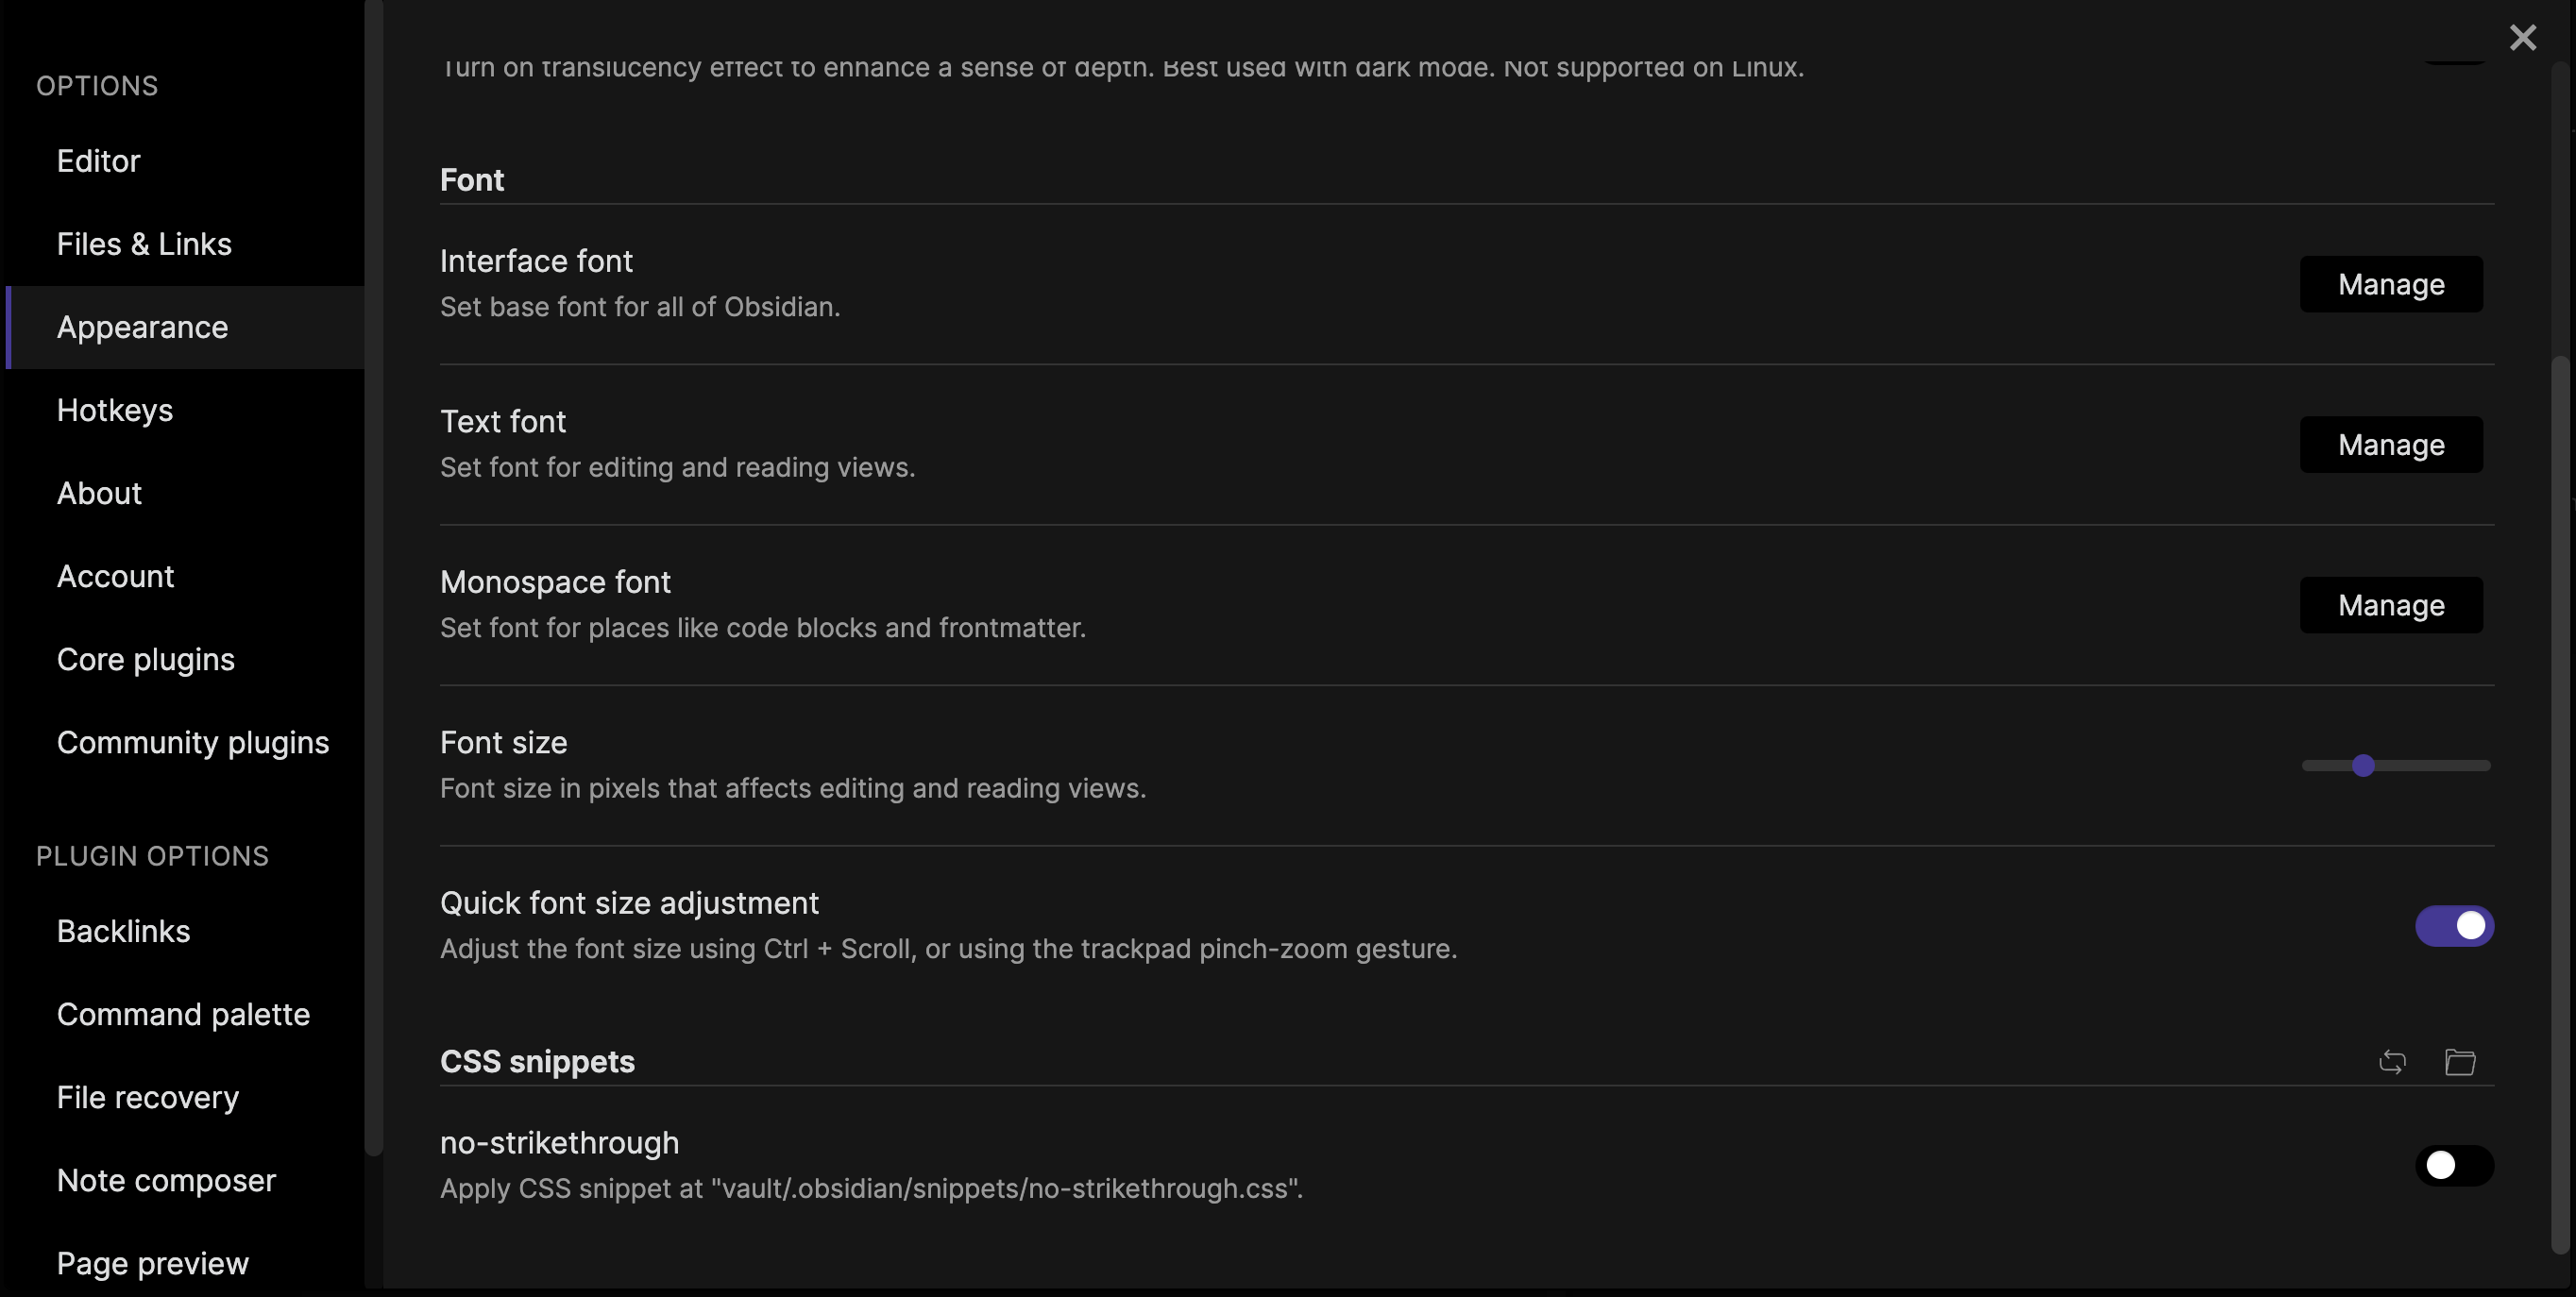 OPTIONS
Editor
Files & Links
Appearance
Hotkeys
About
Account
Core plugins
Community plugins
PLUGIN OPTIONS
Backlinks
Command palette
File recovery
Note composer
Page preview
Turn on translucency effect to enhance a sense of depth. Best used with dark mode. Not supported on Linux.
Font
Interface font
Set base font for all of Obsidian.
Manage
Text font
Set font for editing and reading views.
Manage
Monospace font
Set font for places like code blocks and frontmatter.
Manage
Font size
Font size in pixels that affects editing and reading views.
Quick font size adjustment
Adjust the font size using Ctrl + Scroll, or using the trackpad pinch-zoom gesture.
CSS snippets
no-strikethrough
Apply CSS snippet at "vault/.obsidian/snippets/no-strikethrough.css".